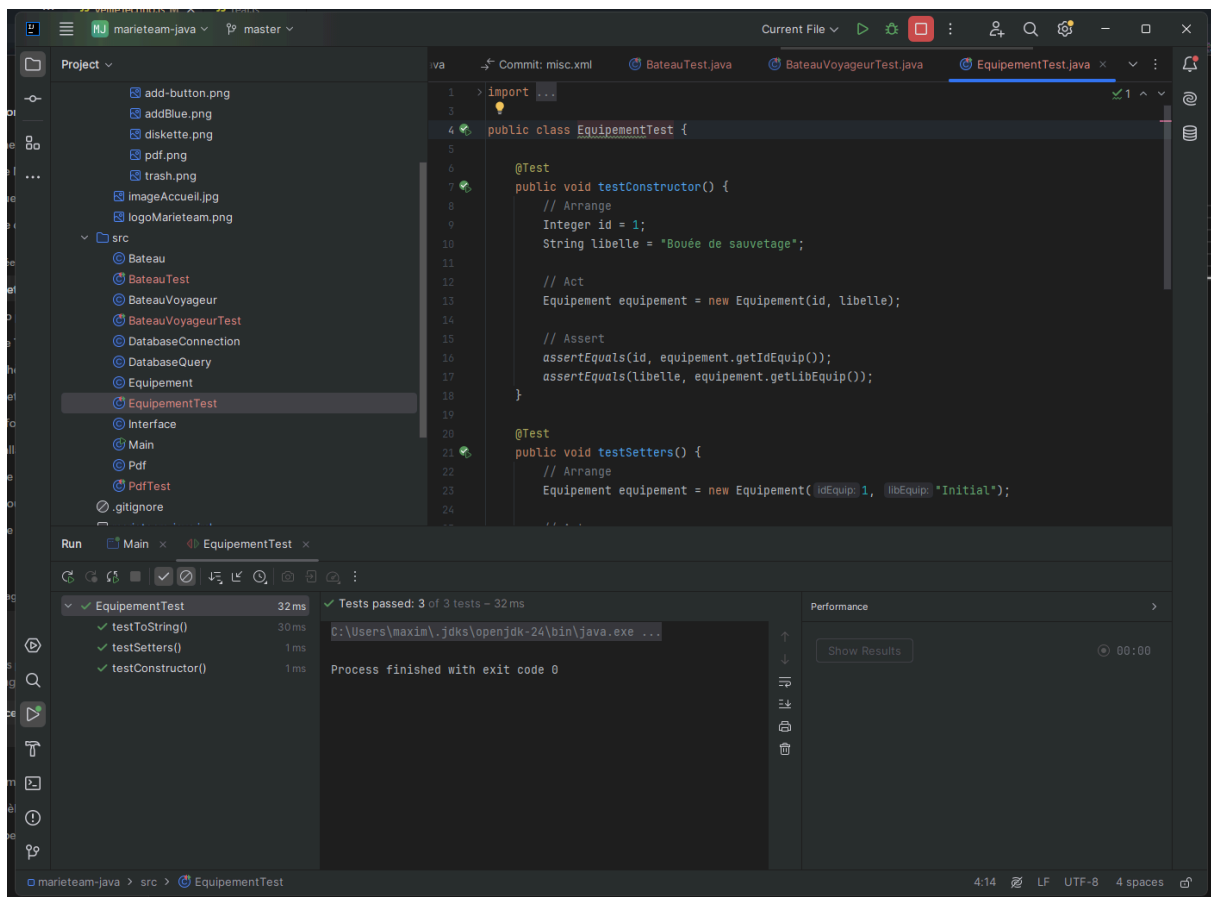 MJ marieteam-java master Current File
Project
Commit: misc.xml BateauTest.java BateauVoyageurTest.java EquipementTest.java
add-button.png
addBlue.png
diskette.png
pdf.png
trash.png
imageAccueil.jpg
logoMarieteam.png
src
Bateau
BateauTest
BateauVoyageur
BateauVoyageurTest
DatabaseConnection
DatabaseQuery
Equipement
EquipementTest
Interface
Main
Pdf
PdfTest
.gitignore
1 import ...
1
3
4 public class EquipementTest {
5
6 @Test
7 public void testConstructor() {
8 // Arrange
9 Integer id = 1;
10 String libelle = "Bouée de sauvetage";
11
12 // Act
13 Equipement equipement = new Equipement(id, libelle);
14
15 // Assert
16 assertEquals(id, equipement.getIdEquip());
17 assertEquals(libelle, equipement.getLibEquip());
18 }
19
20 @Test
21 public void testSetters() {
22 // Arrange
23 Equipement equipement = new Equipement( idEquip: 1, libEquip: "Initial");
24
Run Main EquipementTest
EquipementTest 32 ms
testToString() 30 ms
testSetters() 1 ms
testConstructor() 1 ms
Tests passed: 3 of 3 tests – 32 ms
C:\Users\maxim\.jdks\openjdk-24\bin\java.exe ...
Process finished with exit code 0
Performance
Show Results 00:00
marieteam-java > src > EquipementTest
4:14 LF UTF-8 4 spaces